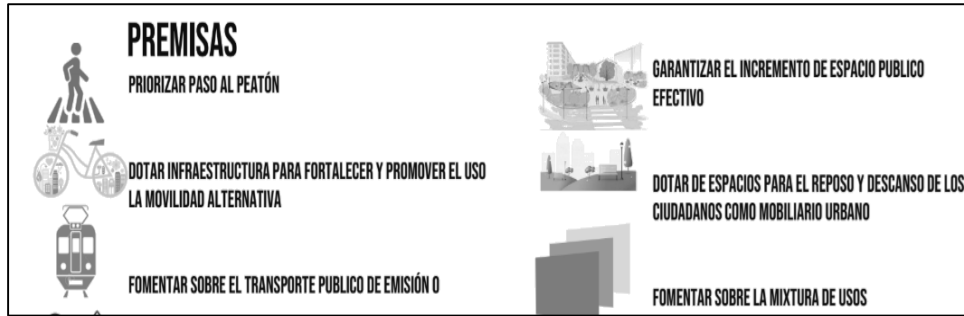 PREMISAS
PRIORIZAR PASO AL PEATÓN
DOTAR INFRAESTRUCTURA PARA FORTALECER Y PROMOVER EL USO
LA MOVILIDAD ALTERNATIVA
FOMENTAR SOBRE EL TRANSPORTE PUBLICO DE EMISIÓN 0
GARANTIZAR EL INCREMENTO DE ESPACIO PUBLICO
EFECTIVO
DOTAR DE ESPACIOS PARA EL REPOSO Y DESCANSO DE LOS
CIUDADANOS COMO MOBILIARIO URBANO
FOMENTAR SOBRE LA MIXTURA DE USOS